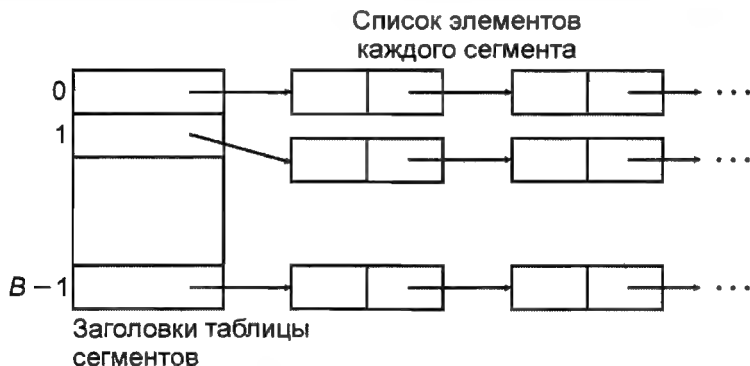 Список элементов
каждого сегмента
0
...
1
...
B – 1
...
Заголовки таблицы
сегментов